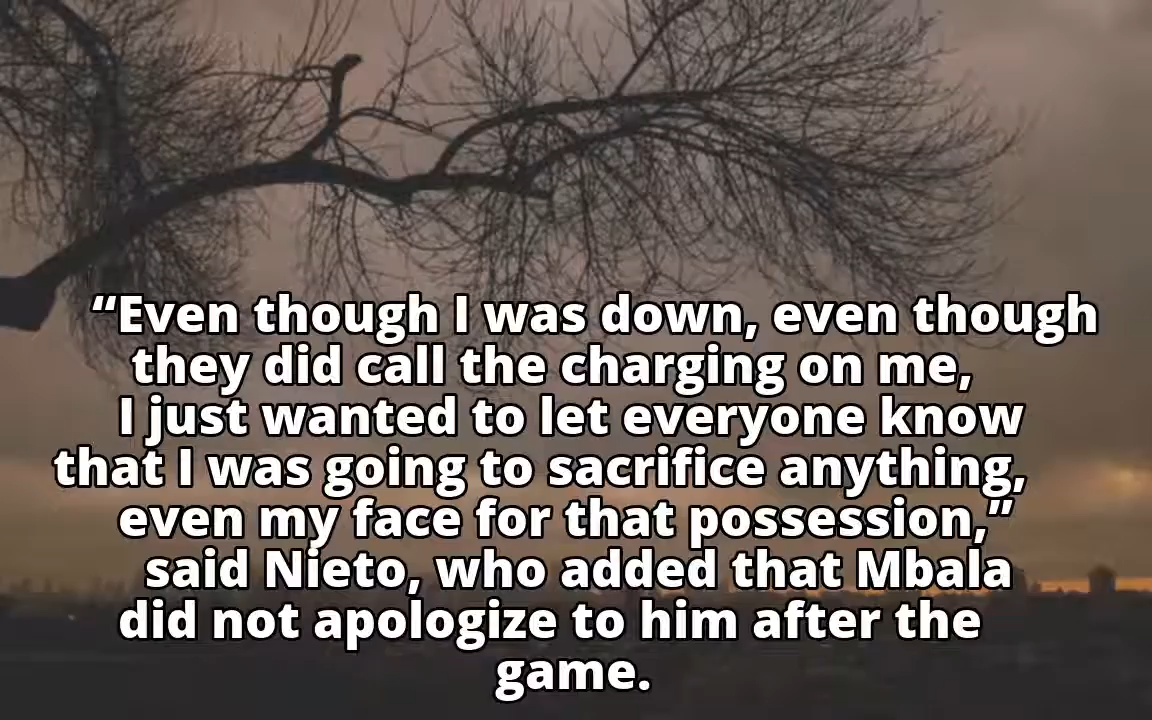 “Even though I was down, even though
they did call the charging on me,
I just wanted to let everyone know
that I was going to sacrifice anything,
even my face for that possession,”
said Nieto, who added that Mbala
did not apologize to him after the
game.